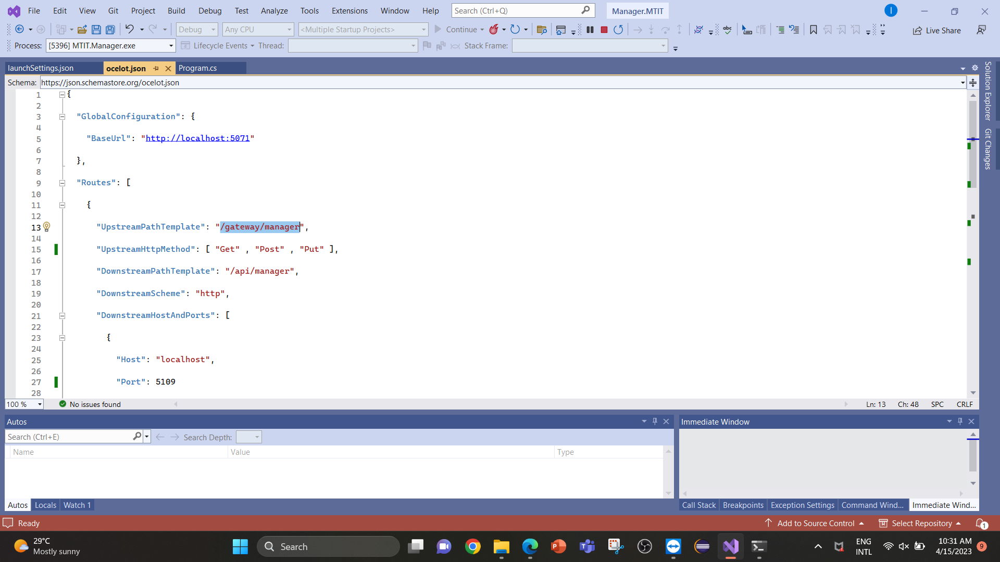 File Edit View Git Project Build Debug Test Analyze Tools Extensions Window Help Search (Ctrl+Q) Manager.MTIT I
Debug Any CPU <Multiple Startup Projects> Continue abc Live Share
Process: [5396] MTIT.Manager.exe Lifecycle Events Thread: Stack Frame:
launchSettings.json ocelot.json Program.cs
Schema: https://json.schemastore.org/ocelot.json
Solution Explorer
Git Changes
1 {
2
3 "GlobalConfiguration": {
4
5 "BaseUrl": "http://localhost:5071"
6
7 },
8
9 "Routes": [
10
11 {
12
13 "UpstreamPathTemplate": "/gateway/manager",
14
15 "UpstreamHttpMethod": [ "Get" , "Post" , "Put" ],
16
17 "DownstreamPathTemplate": "/api/manager",
18
19 "DownstreamScheme": "http",
20
21 "DownstreamHostAndPorts": [
22
23 {
24
25 "Host": "localhost",
26
27 "Port": 5109
28
100 % No issues found Ln: 13 Ch: 48 SPC CRLF
Autos
Search (Ctrl+E) Search Depth:
Name Value Type
Autos Locals Watch 1
Immediate Window
Call Stack Breakpoints Exception Settings Command Wind... Immediate Wind...
Ready Add to Source Control Select Repository 1
29°C
Mostly sunny
Search
ENG
INTL
10:31 AM
4/15/2023
9